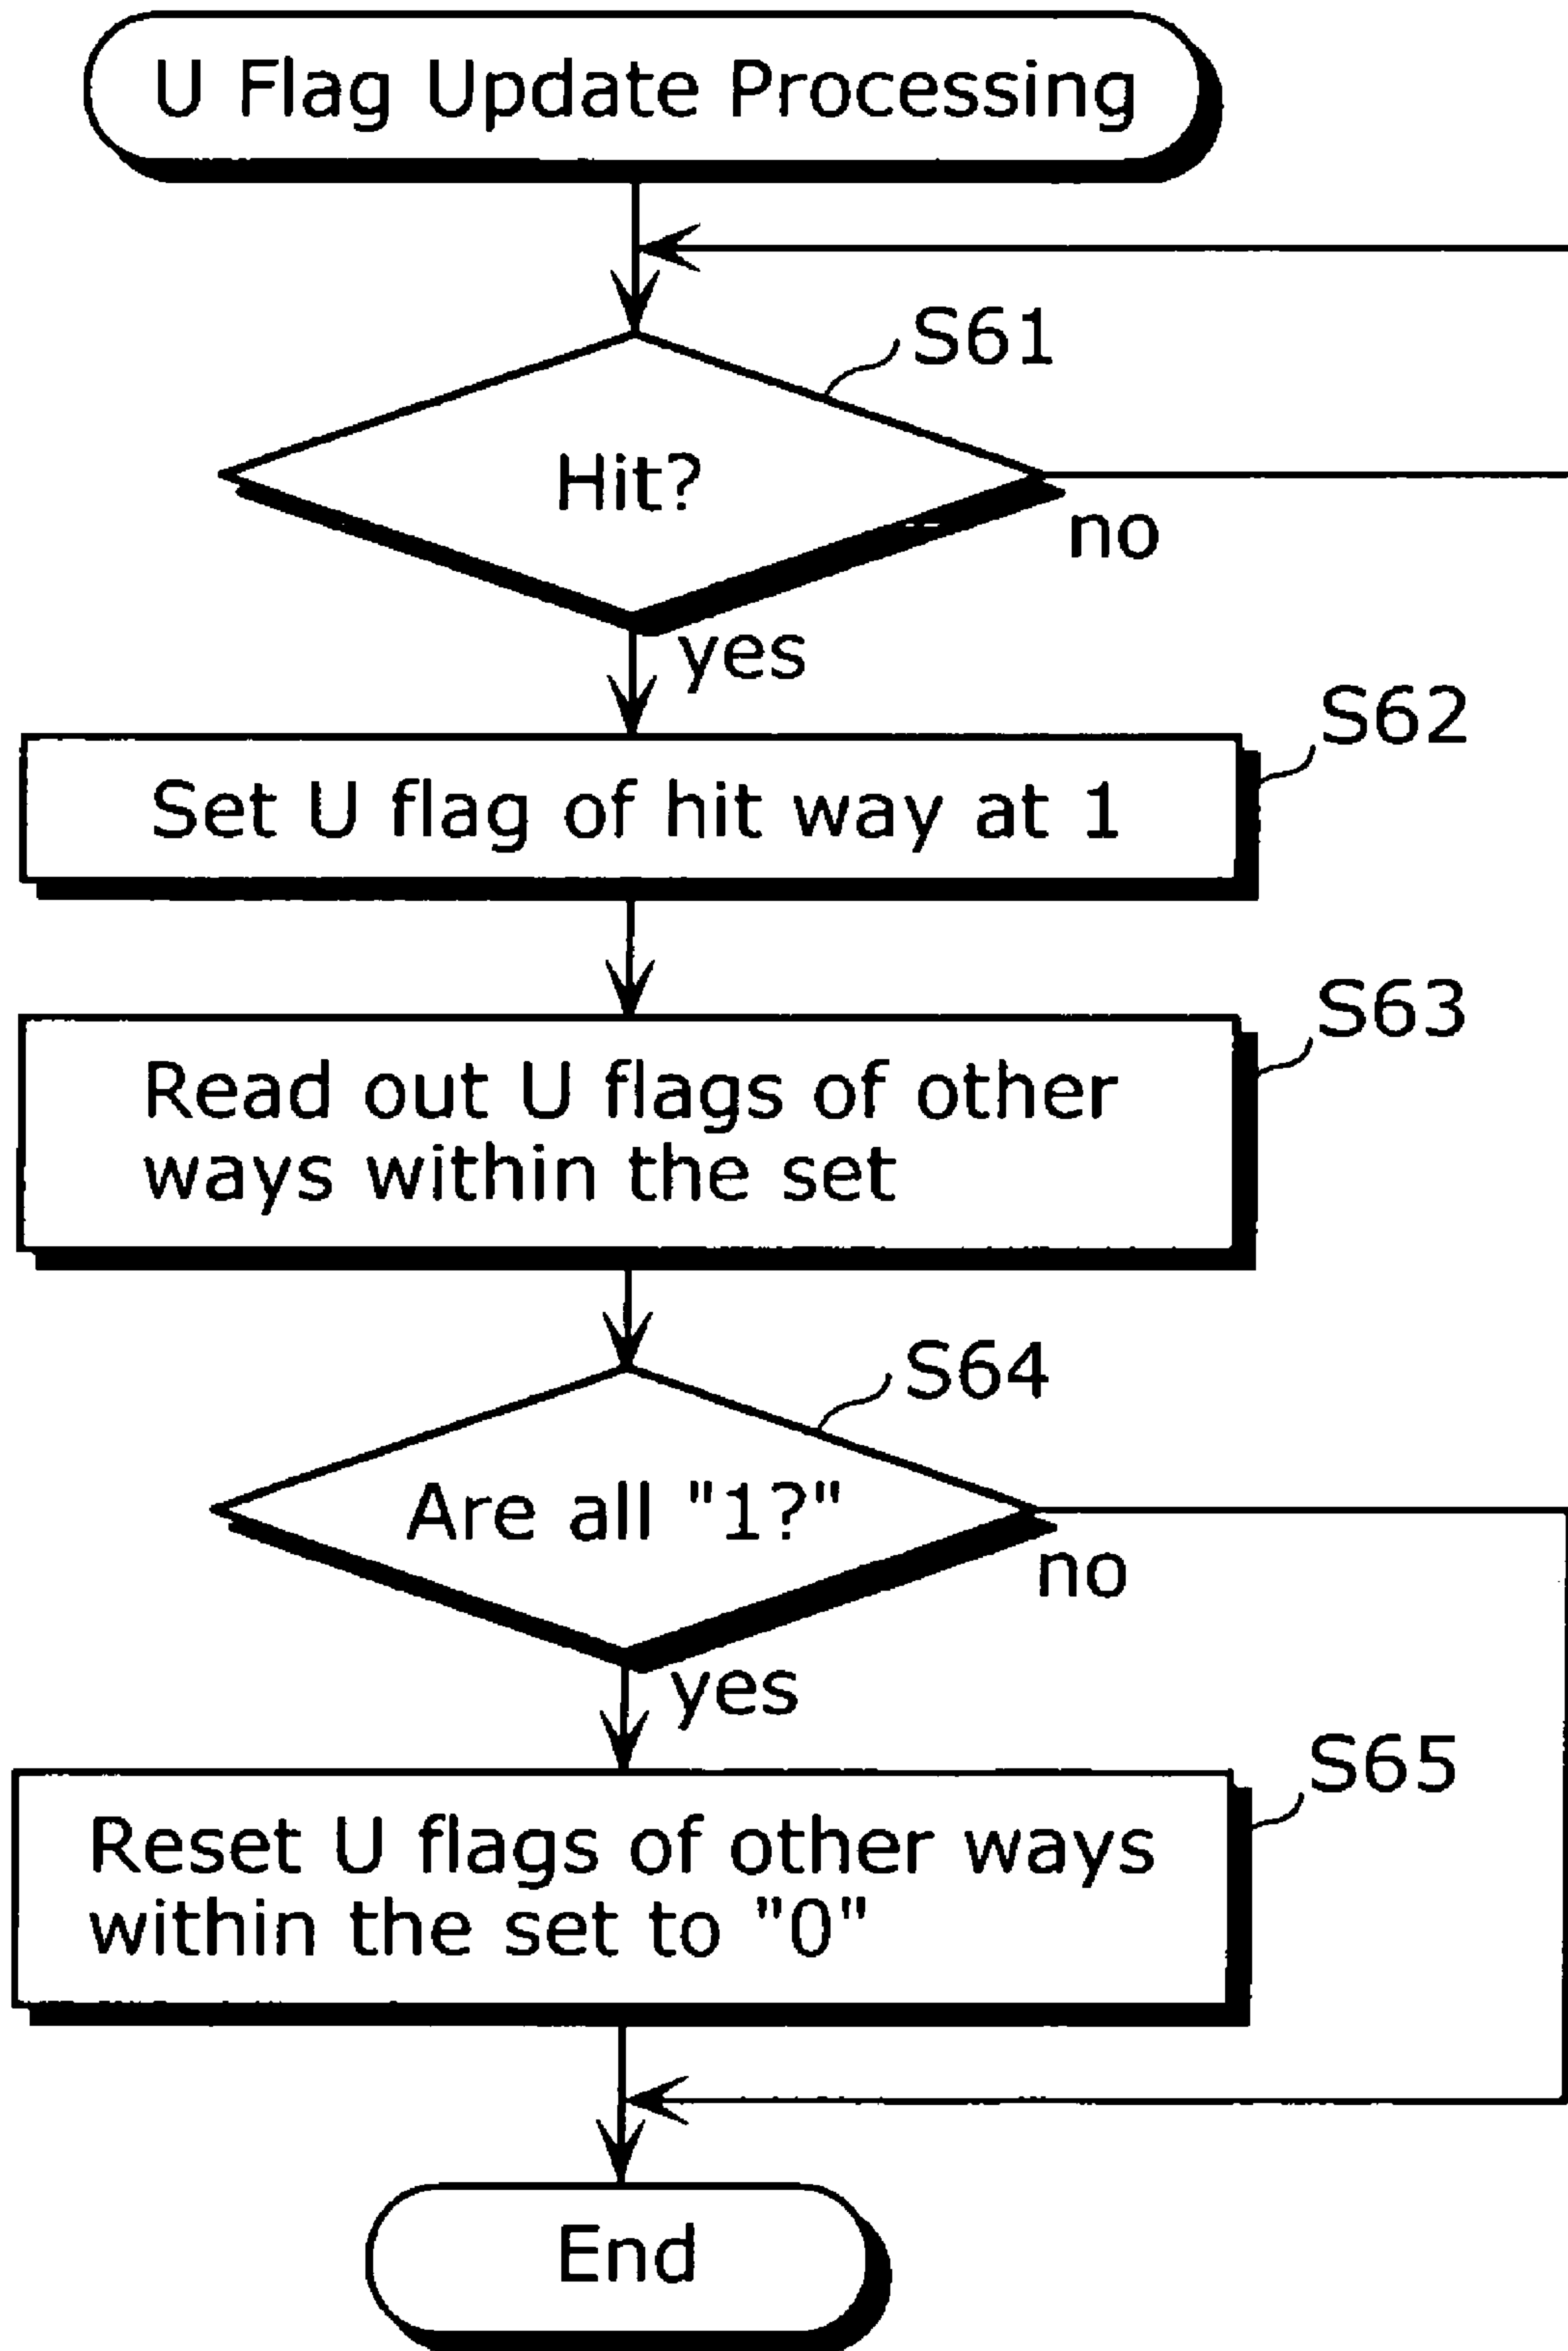 U Flag Update Processing
S61
Hit?
no
yes
S62
Set U flag of hit way at 1
S63
Read out U flags of other
ways within the set
S64
Are all "1?"
no
yes
S65
Reset U flags of other ways
within the set to "0"
End